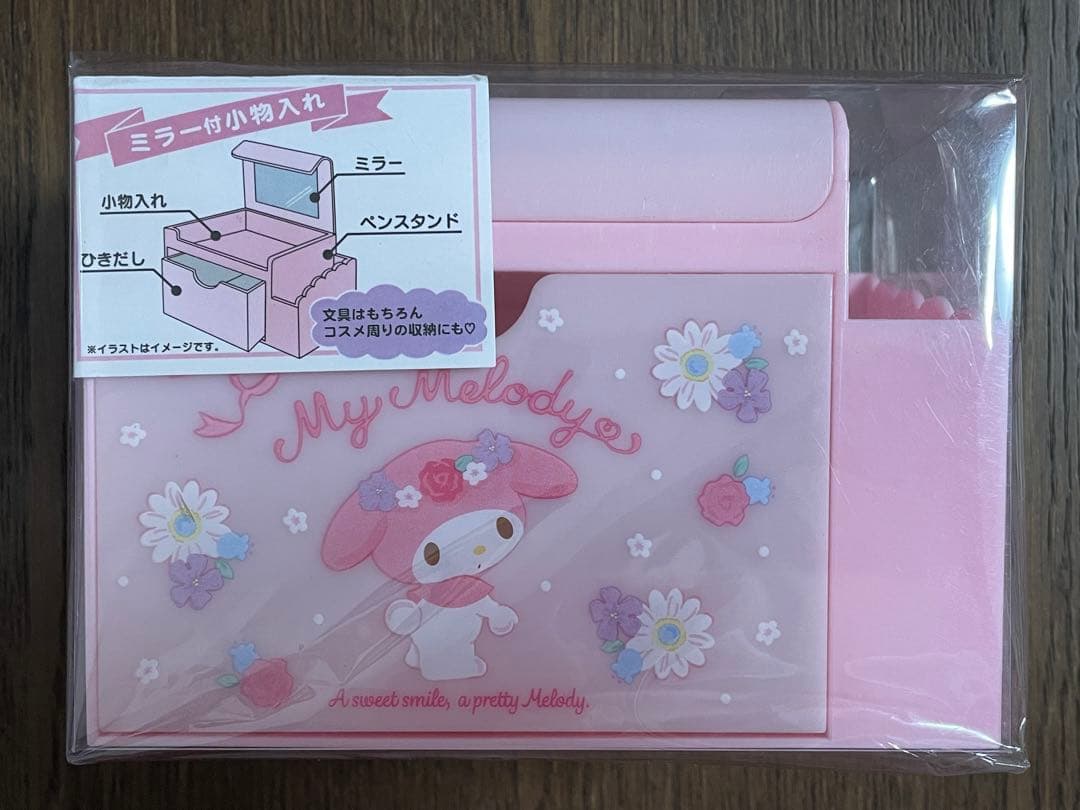 ミラー付小物入れ
ミラー
小物入れ
ペンスタンド
ひきだし
文具はもちろん
コスメ周りの収納にも♡
※イラストはイメージです。
My Melody
A sweet smile, a pretty Melody.